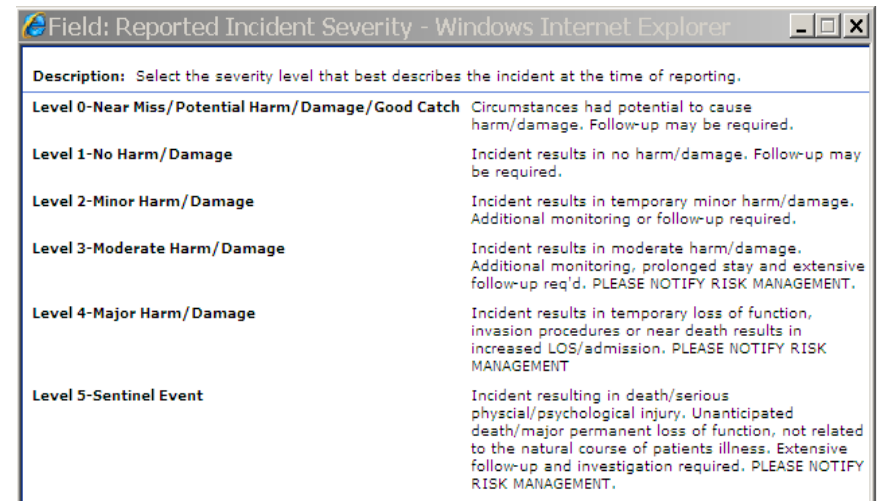 Field: Reported Incident Severity - Windows Internet Explorer
Description: Select the severity level that best describes the incident at the time of reporting.
Level 0-Near Miss/Potential Harm/Damage/Good Catch Circumstances had potential to cause
harm/damage. Follow-up may be required.
Level 1-No Harm/Damage Incident results in no harm/damage. Follow-up may
be required.
Level 2-Minor Harm/Damage Incident results in temporary minor harm/damage.
Additional monitoring or follow-up required.
Level 3-Moderate Harm/Damage Incident results in moderate harm/damage.
Additional monitoring, prolonged stay and extensive
follow-up req'd. PLEASE NOTIFY RISK MANAGEMENT.
Level 4-Major Harm/Damage Incident results in temporary loss of function,
invasion procedures or near death results in
increased LOS/admission. PLEASE NOTIFY RISK
MANAGEMENT
Level 5-Sentinel Event Incident resulting in death/serious
physcial/psychological injury. Unanticipated
death/major permanent loss of function, not related
to the natural course of patients illness. Extensive
follow-up and investigation required. PLEASE NOTIFY
RISK MANAGEMENT.